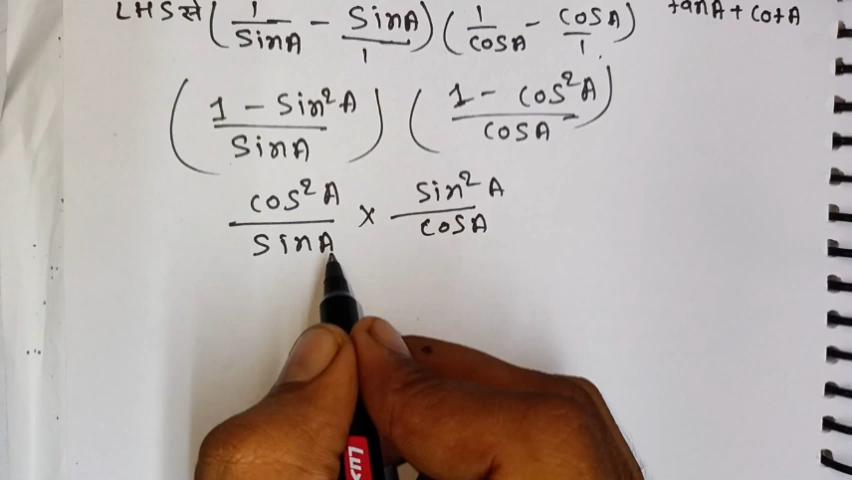 LHS से (1/SinA - SinA/1) (1/cosA - cosA/1) tanA + cotA
(1 - Sin²A/SinA) (1 - cos²A/cosA)
cos²A/SinA × Sin²A/cosA
LUX